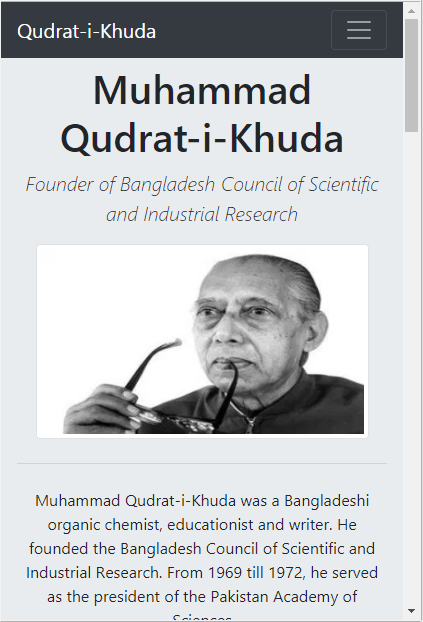 Qudrat-i-Khuda
Muhammad
Qudrat-i-Khuda
Founder of Bangladesh Council of Scientific
and Industrial Research
Muhammad Qudrat-i-Khuda was a Bangladeshi
organic chemist, educationist and writer. He
founded the Bangladesh Council of Scientific and
Industrial Research. From 1969 till 1972, he served
as the president of the Pakistan Academy of
Sciences.